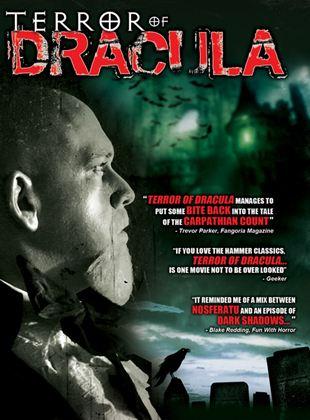 TERROR OF
DRACULA
"TERROR OF DRACULA MANAGES TO
PUT SOME BITE BACK INTO THE TALE
OF THE CARPATHIAN COUNT"
- Trevor Parker, Fangoria Magazine
"IF YOU LOVE THE HAMMER CLASSICS,
TERROR OF DRACULA...
IS ONE MOVIE NOT TO BE OVER LOOKED"
- Geeker
"IT REMINDED ME OF A MIX BETWEEN
NOSFERATU AND AN EPISODE OF
DARK SHADOWS..."
- Blake Redding, Fun With Horror